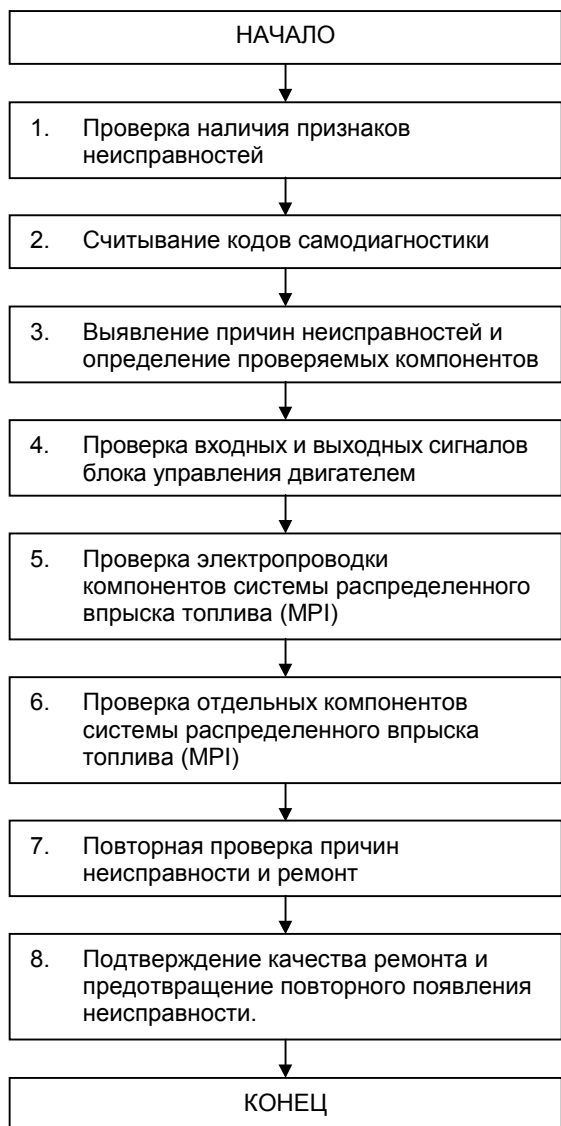 НАЧАЛО
1. Проверка наличия признаков
неисправностей
2. Считывание кодов самодиагностики
3. Выявление причин неисправностей и
определение проверяемых компонентов
4. Проверка входных и выходных сигналов
блока управления двигателем
5. Проверка электропроводки
компонентов системы распределенного
впрыска топлива (MPI)
6. Проверка отдельных компонентов
системы распределенного впрыска
топлива (MPI)
7. Повторная проверка причин
неисправности и ремонт
8. Подтверждение качества ремонта и
предотвращение повторного появления
неисправности.
КОНЕЦ